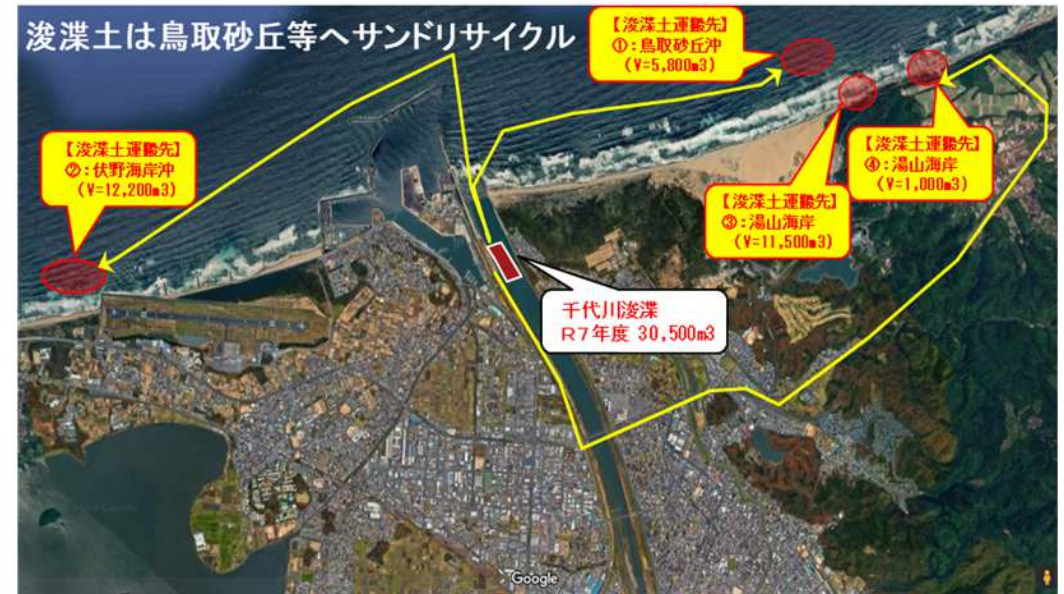 浚渫土は鳥取砂丘等へサンドリサイクル
【浚渫土運搬先】
①:鳥取砂丘沖
(V=5,800m3)
【浚渫土運搬先】
②:伏野海岸沖
(V=12,200m3)
【浚渫土運搬先】
④:湯山海岸
(V=1,000m3)
【浚渫土運搬先】
③:湯山海岸
(V=11,500m3)
千代川浚渫
R7年度 30,500m3
Google